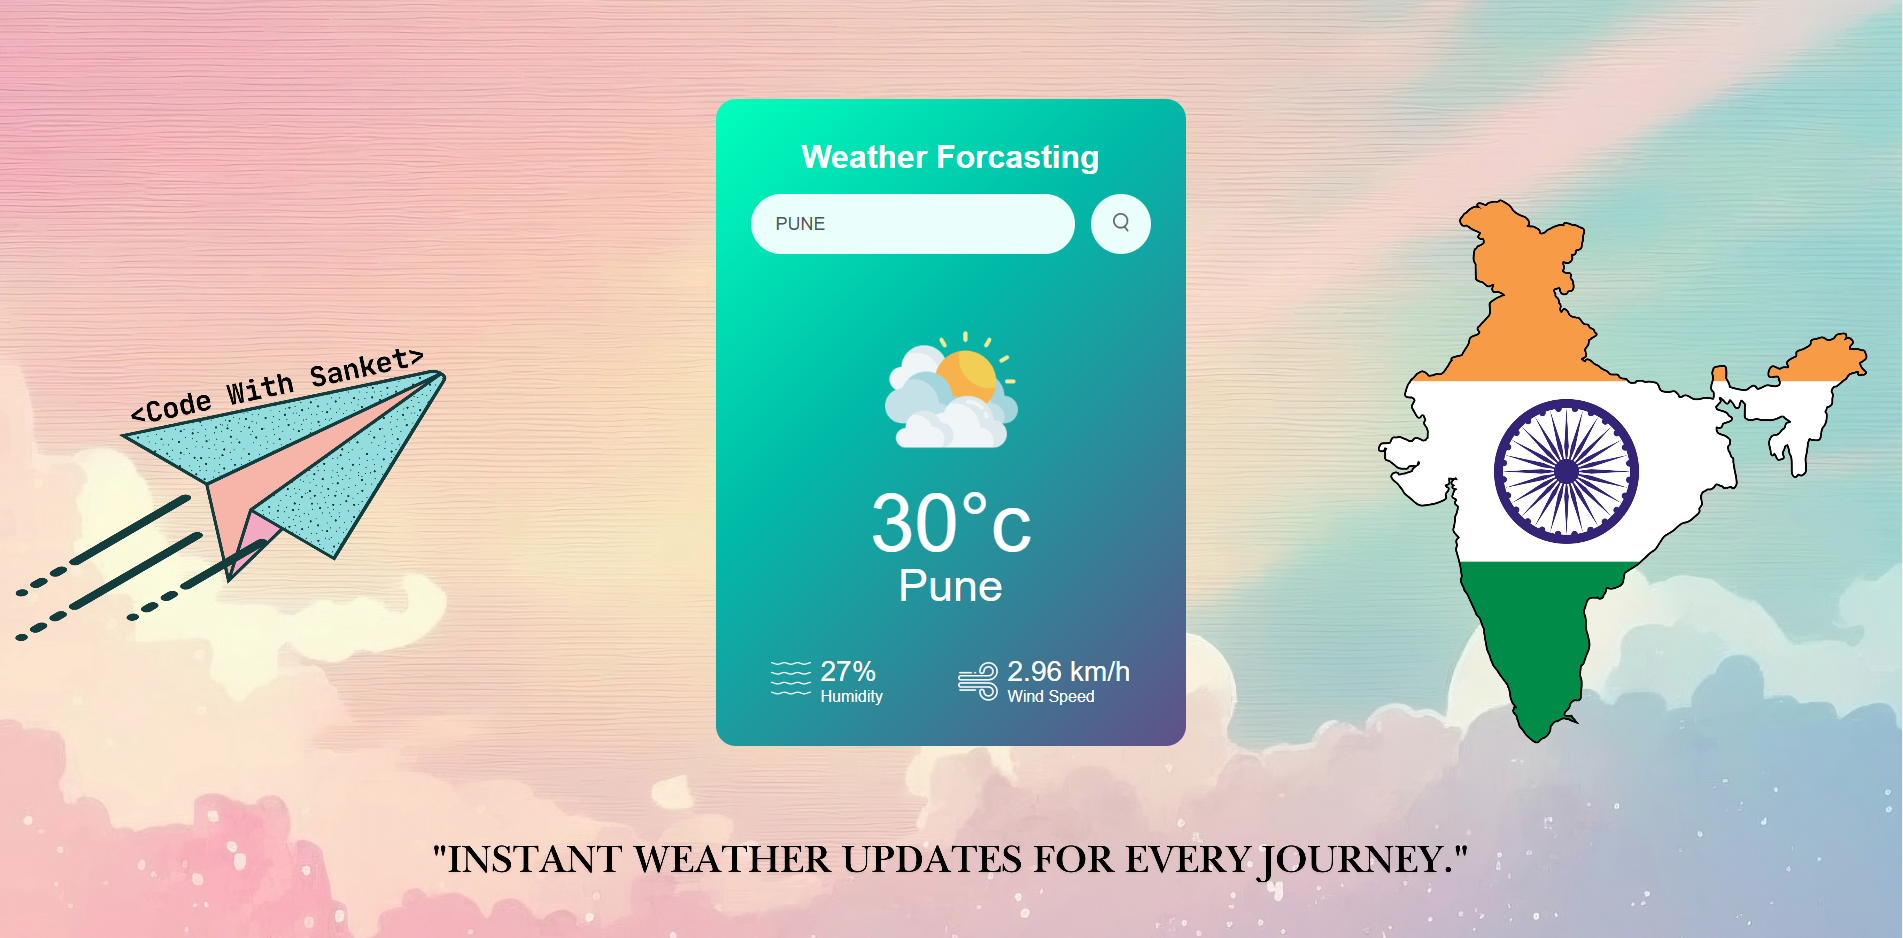 Weather Forcasting
PUNE
<Code With Sanket>
30°c
Pune
27%
Humidity
2.96 km/h
Wind Speed
"INSTANT WEATHER UPDATES FOR EVERY JOURNEY."